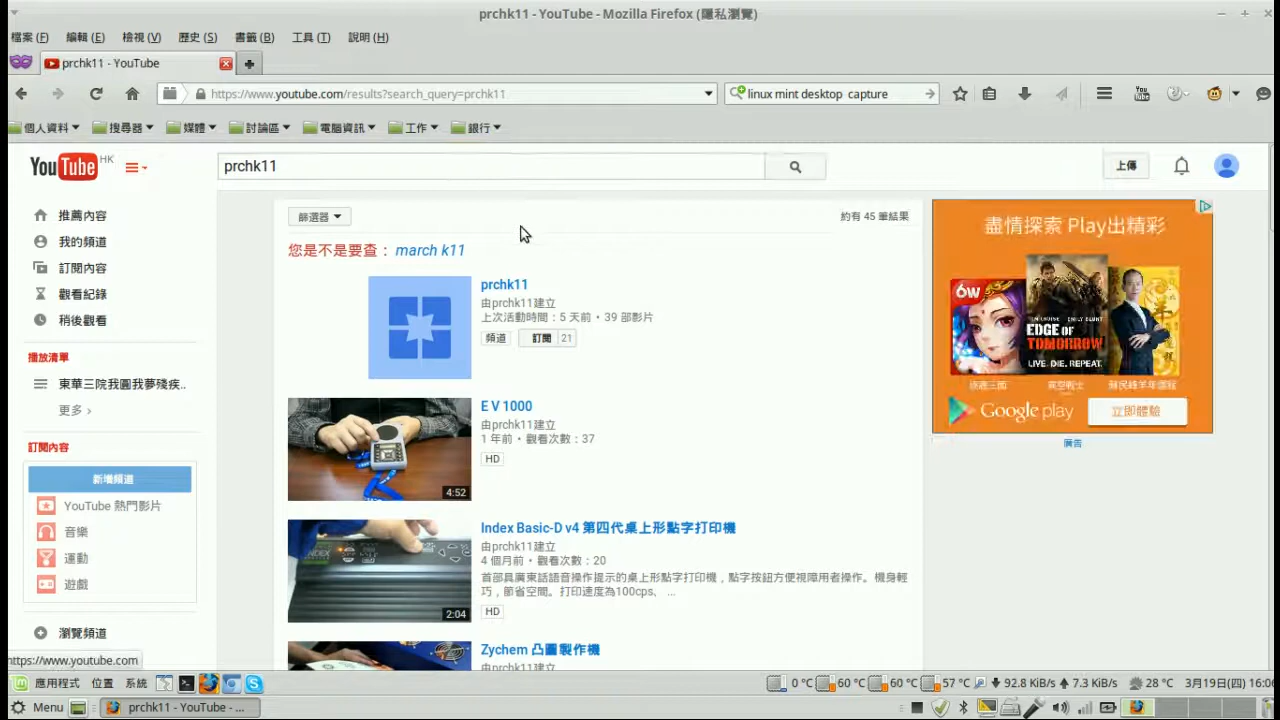 prchk11 - YouTube - Mozilla Firefox (隱私瀏覽)
檔案(F) 編輯(E) 檢視(V) 歷史(S) 書籤(B) 工具(T) 說明(H)
prchk11 - YouTube
https://www.youtube.com/results?search_query=prchk11
linux mint desktop capture
個人資料 搜尋器 媒體 討論區 電腦資訊 工作 銀行
YouTube HK
prchk11
上傳
推薦內容
我的頻道
訂閱內容
觀看紀錄
稍後觀看
播放清單
東華三院我圓我夢殘疾..
更多 ›
訂閱內容
新增頻道
YouTube 熱門影片
音樂
運動
遊戲
瀏覽頻道
https://www.youtube.com
篩選器
約有 45 筆結果
您是不是要查： march k11
prchk11
由prchk11建立
上次活動時間：5 天前 • 39 部影片
頻道 訂閱 21
E V 1000
由prchk11建立
1 年前 • 觀看次數：37
HD
4:52
Index Basic-D v4 第四代桌上形點字打印機
由prchk11建立
4 個月前 • 觀看次數：20
首部具廣東話語音操作提示的桌上形點字打印機，點字按鈕方便視障用者操作。機身輕
巧，節省空間。打印速度為100cps、 ...
HD
2:04
Zychem 凸圖製作機
由prchk11建立
盡情探索 Play出精彩
6W
EDGE OF
TOMORROW
LIVE. DIE. REPEAT.
Google play
立即體驗
廣告
應用程式 位置 系統
0 °C 60 °C 60 °C 57 °C 92.8 KiB/s 7.3 KiB/s 28 °C 3月19日(四) 16:06
Menu
prchk11 - YouTube - ...